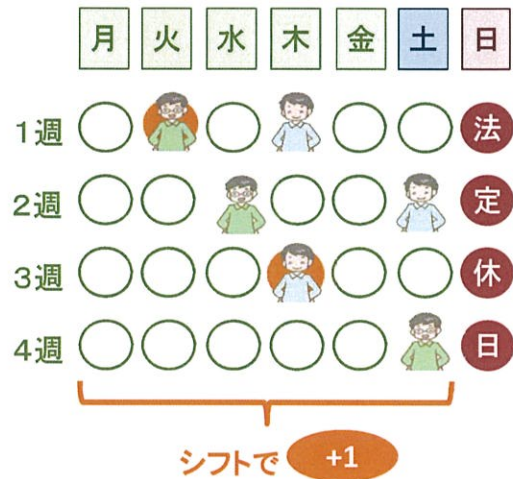 月 火 水 木 金 土 日
1週 法
2週 定
3週 休
4週 日
シフトで +1